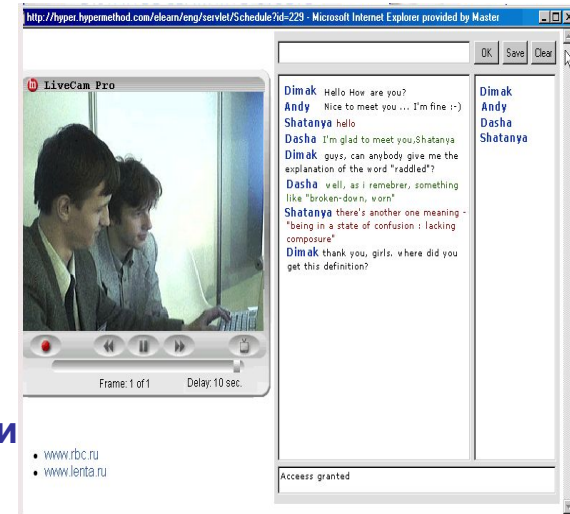 http://hyper.hypermethod.com/elearn/eng/servlet/Schedule?id=229 - Microsoft Internet Explorer provided by Master
OK Save Clear
LiveCam Pro
Frame: 1 of 1 Delay: 10 sec.
и
• www.rbc.ru
• www.lenta.ru
Dimak Hello How are you?
Andy Nice to meet you ... I'm fine :-)
Shatanya hello
Dasha I'm glad to meet you,Shatanya
Dimak guys, can anybody give me the
explanation of the word "raddled"?
Dasha well, as i remebrer, something
like "broken-down, worn"
Shatanya there's another one meaning -
"being in a state of confusion : lacking
composure"
Dimak thank you, girls. where did you
get this definition?
Dimak
Andy
Dasha
Shatanya
Acceess granted